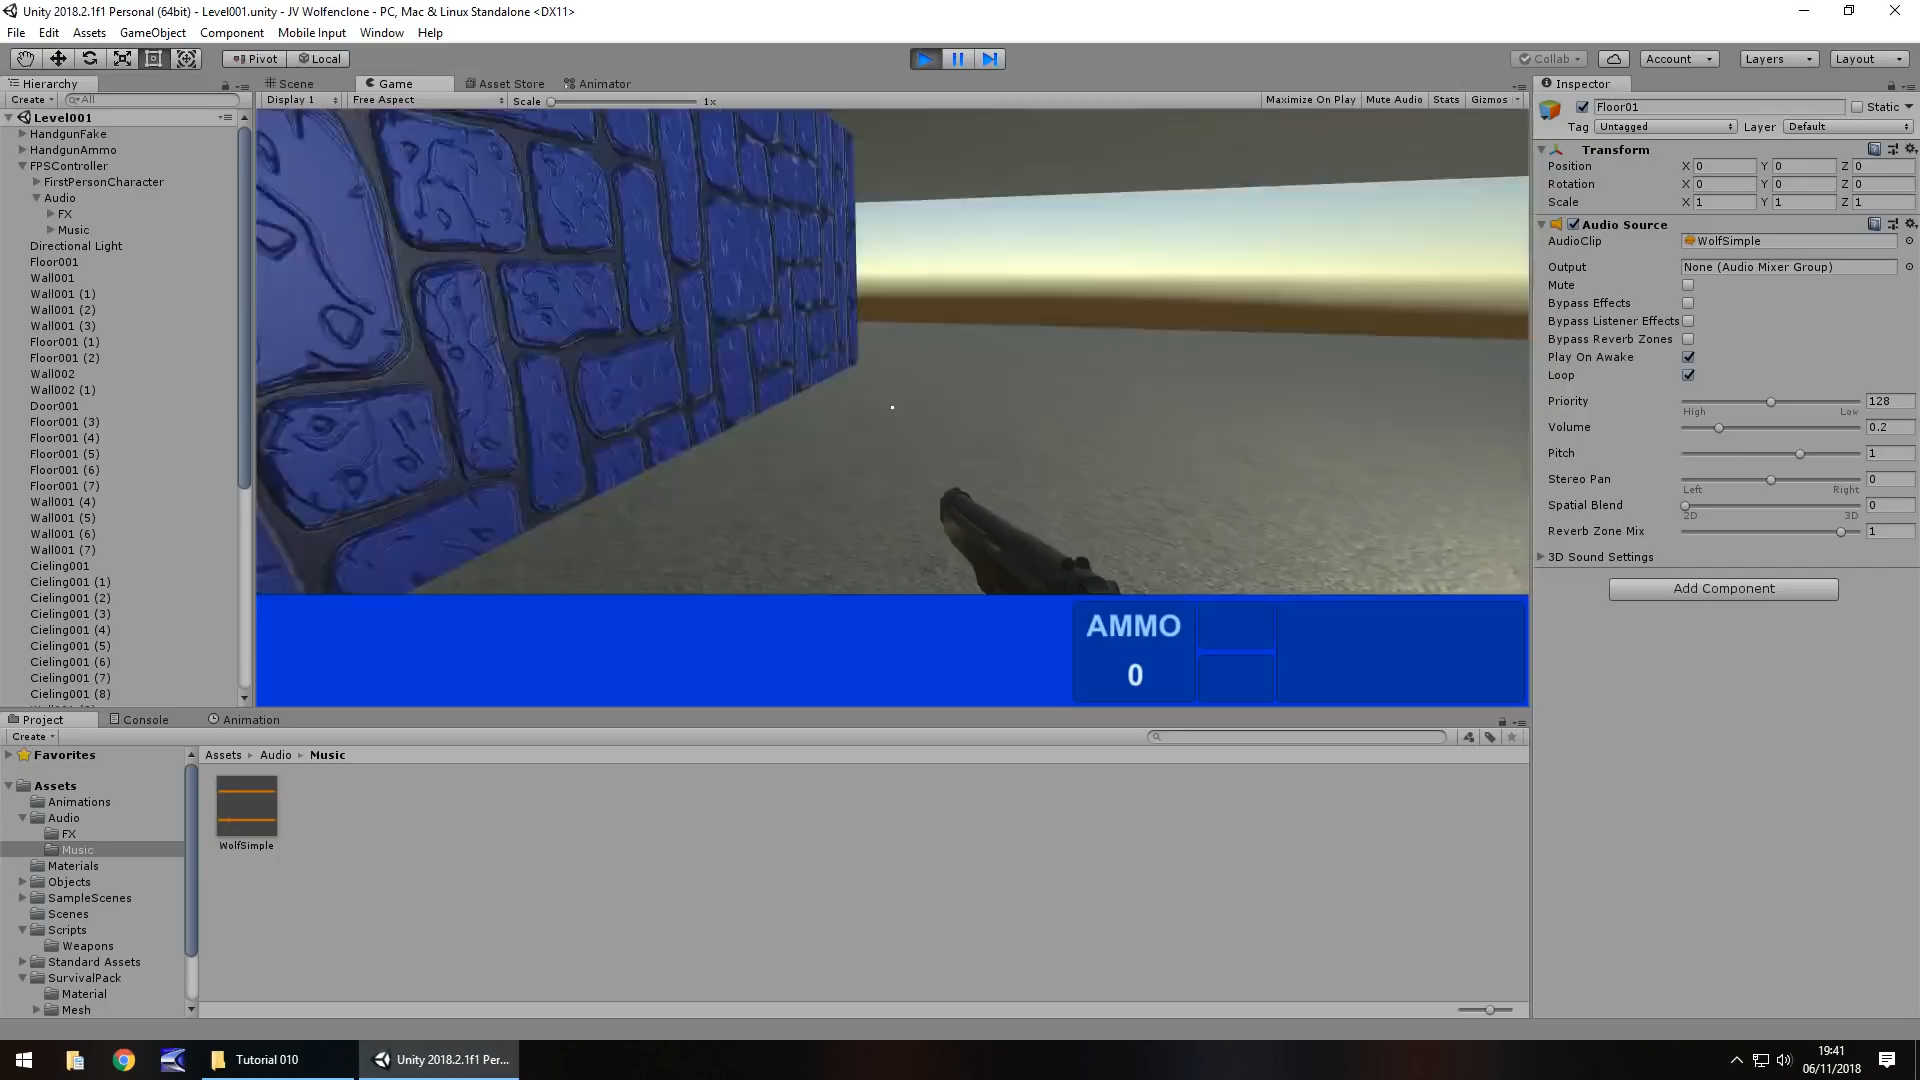 Unity 2018.2.1f1 Personal (64bit) - Level001.unity - JV Wolfenclone - PC, Mac & Linux Standalone <DX11>
File Edit Assets GameObject Component Mobile Input Window Help
Pivot Local Collab Account Layers Layout
Hierarchy
Create All
Level001
HandgunFake
HandgunAmmo
FPSController
FirstPersonCharacter
Audio
FX
Music
Directional Light
Floor001
Wall001
Wall001 (1)
Wall001 (2)
Wall001 (3)
Floor001 (1)
Floor001 (2)
Wall002
Wall002 (1)
Door001
Floor001 (3)
Floor001 (4)
Floor001 (5)
Floor001 (6)
Floor001 (7)
Wall001 (4)
Wall001 (5)
Wall001 (6)
Wall001 (7)
Cieling001
Cieling001 (1)
Cieling001 (2)
Cieling001 (3)
Cieling001 (4)
Cieling001 (5)
Cieling001 (6)
Cieling001 (7)
Cieling001 (8)
Scene Game Asset Store Animator
Display 1 Free Aspect Scale 1x Maximize On Play Mute Audio Stats Gizmos
AMMO
0
Inspector
Floor01 Static
Tag Untagged Layer Default
Transform
Position X 0 Y 0 Z 0
Rotation X 0 Y 0 Z 0
Scale X 1 Y 1 Z 1
Audio Source
AudioClip WolfSimple
Output None (Audio Mixer Group)
Mute
Bypass Effects
Bypass Listener Effects
Bypass Reverb Zones
Play On Awake
Loop
Priority 128
High Low
Volume 0.2
Pitch 1
Stereo Pan 0
Left Right
Spatial Blend 0
2D 3D
Reverb Zone Mix 1
3D Sound Settings
Add Component
Project Console Animation
Create
Favorites
Assets
Animations
Audio
FX
Music
Materials
Objects
SampleScenes
Scenes
Scripts
Weapons
Standard Assets
SurvivalPack
Material
Mesh
Assets Audio Music
WolfSimple
Tutorial 010
Unity 2018.2.1f1 Per...
19:41
06/11/2018